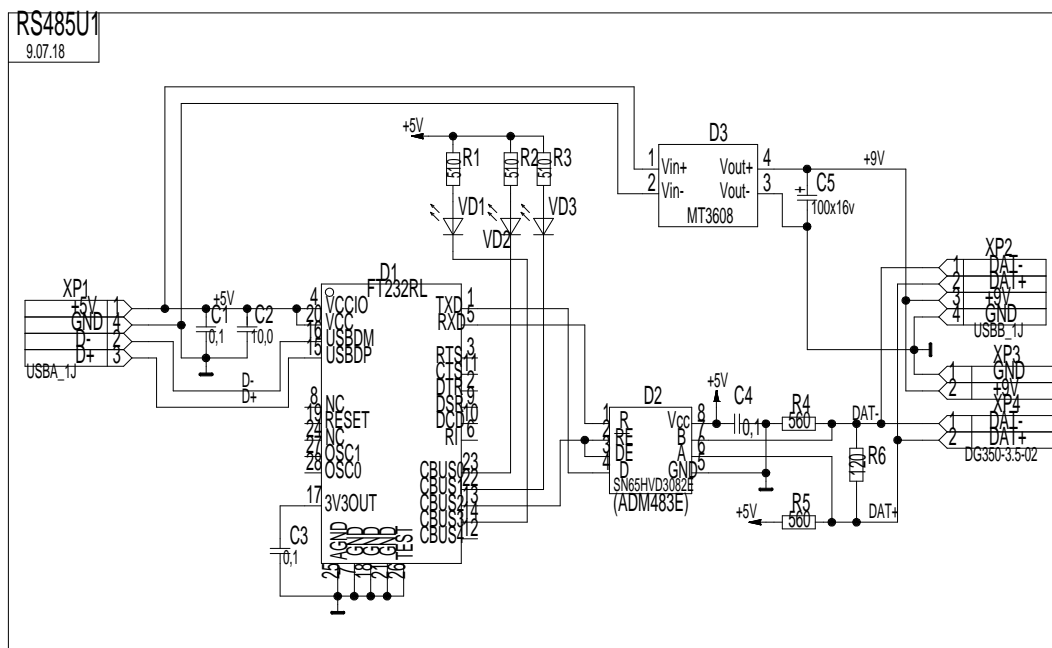 RS485U1
9.07.18
+5V
R1
R2
R3
510
510
510
VD1
VD2
VD3
D3
1 Vin+ Vout+ 4
2 Vin- Vout- 3
MT3608
+9V
C5
100x16v
XP1
+5V 1
GND 4
D- 2
D+ 3
USBA_1J
+5V
C1
0,1
C2
10,0
D-
D+
D1
FT232RL
4 VCCIO TXD 1
20 VCC RXD 5
16 USBDM
15 USBDP RTS 3
CTS 11
DTR 2
8 NC DSR 9
19 RESET DCD 10
24 NC RI 6
27 OSC1
28 OSC0 CBUS0 23
CBUS1 22
17 3V3OUT CBUS2 13
CBUS3 14
CBUS4 12
AGND GND GND GND TEST
25 7 18 21 26
C3
0,1
D2
1 R Vcc 8
2 RE B 7
3 DE A 6
4 D GND 5
SN65HVD3082E
(ADM483E)
+5V
C4
0,1
R4
560
DAT-
R6
120
+5V
R5
560
DAT+
XP2
1 DAT-
2 DAT+
3 +9V
4 GND
USBB_1J
XP3
1 GND
2 +9V
XP4
1 DAT-
2 DAT+
DG350-3.5-02